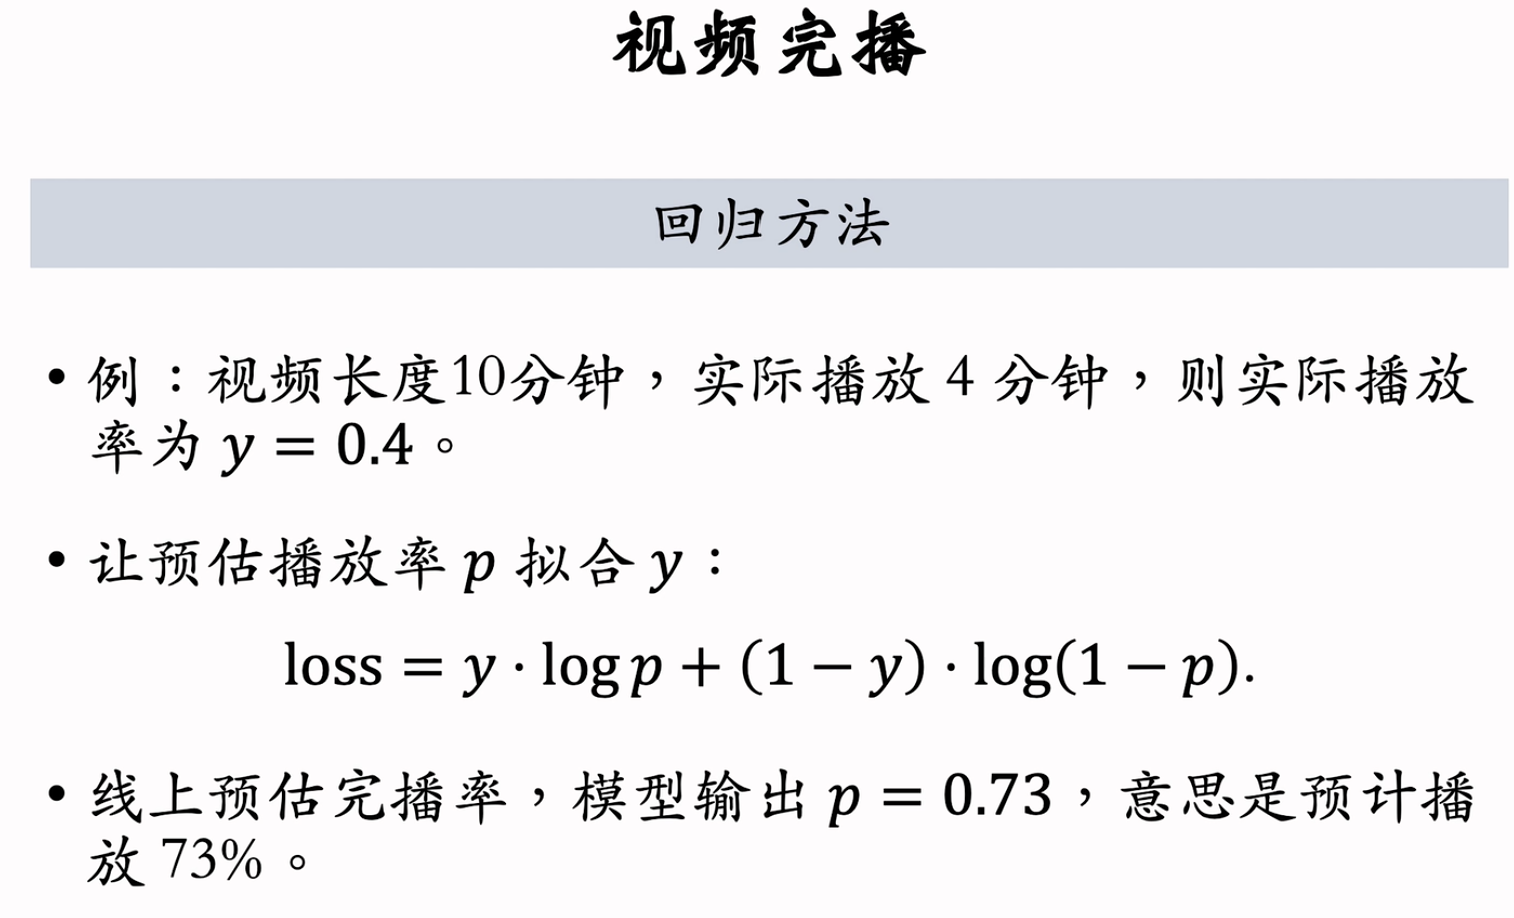 视频完播
回归方法
• 例：视频长度10分钟，实际播放 4 分钟，则实际播放
率为 y = 0.4。
• 让预估播放率 p 拟合 y：
loss = y · log p + (1 − y) · log(1 − p).
• 线上预估完播率，模型输出 p = 0.73，意思是预计播
放 73%。